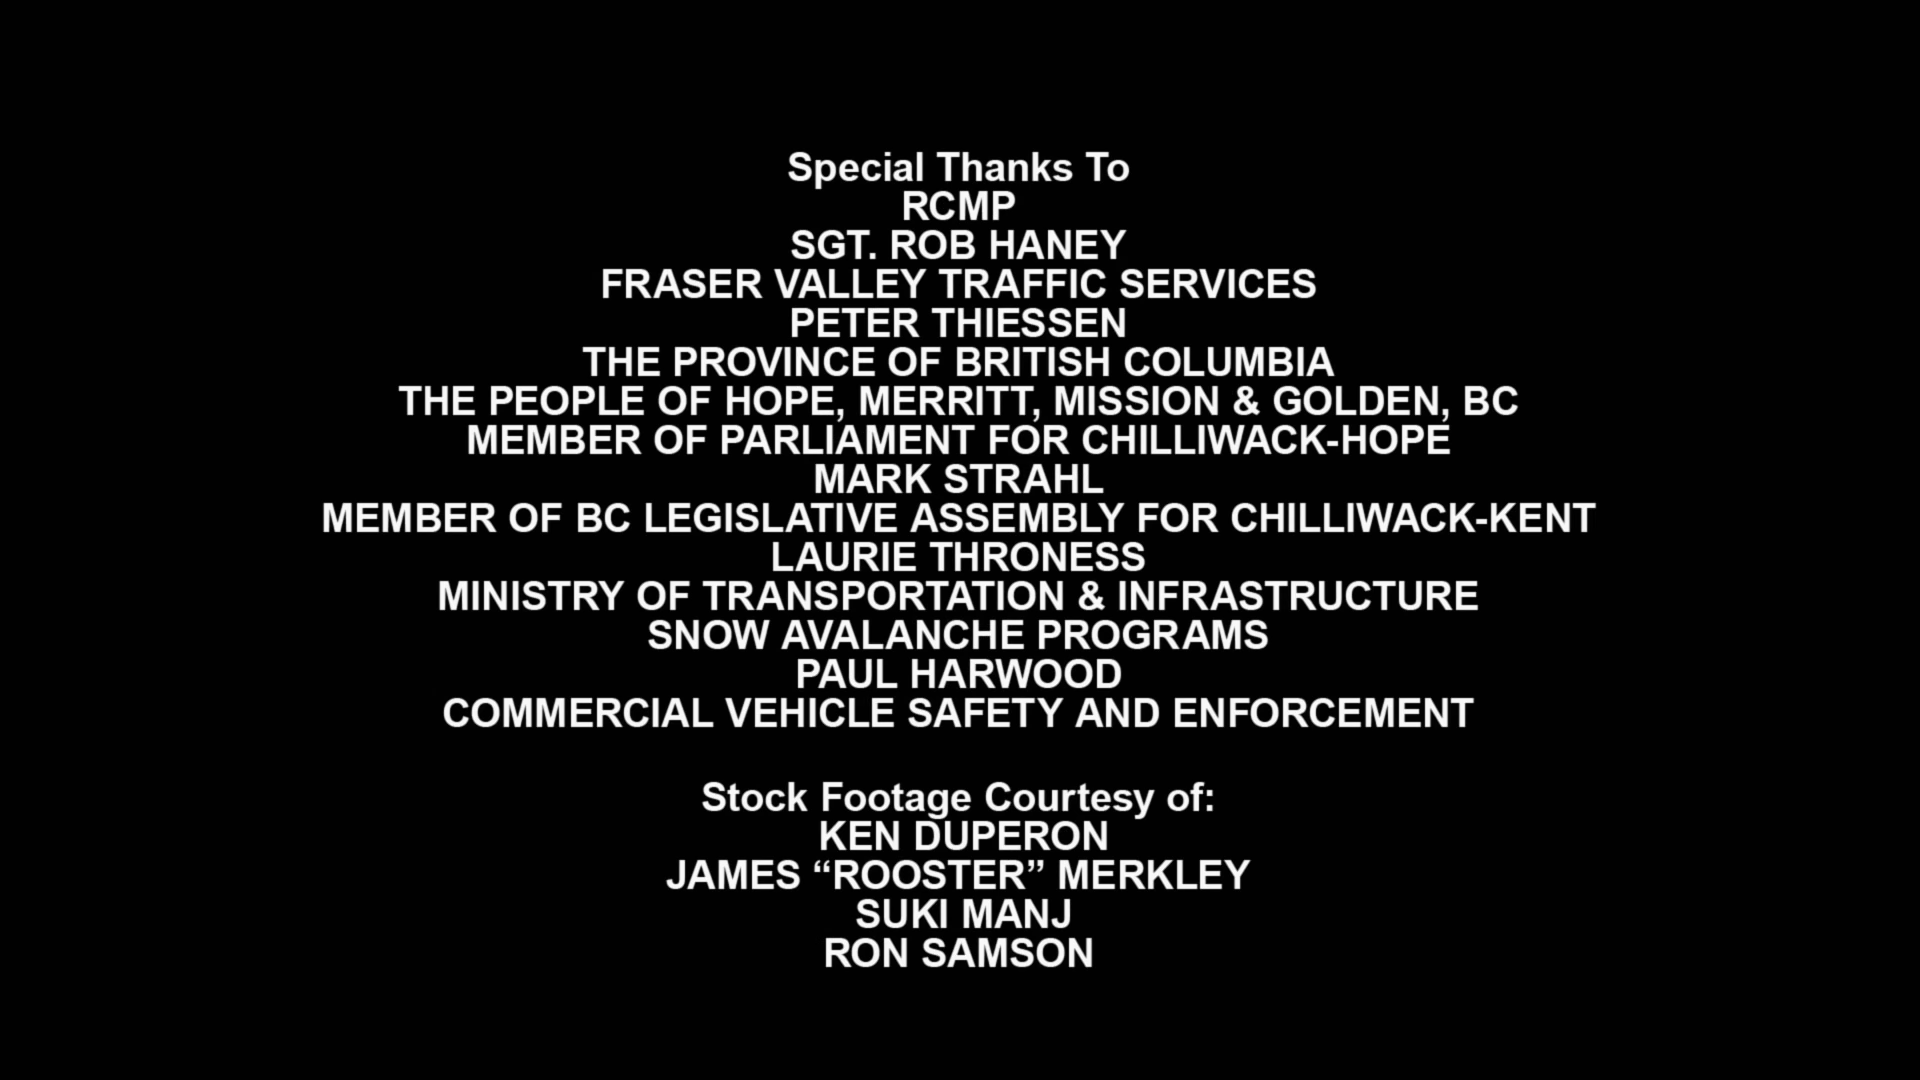 Special Thanks To
RCMP
SGT. ROB HANEY
FRASER VALLEY TRAFFIC SERVICES
PETER THIESSEN
THE PROVINCE OF BRITISH COLUMBIA
THE PEOPLE OF HOPE, MERRITT, MISSION & GOLDEN, BC
MEMBER OF PARLIAMENT FOR CHILLIWACK-HOPE
MARK STRAHL
MEMBER OF BC LEGISLATIVE ASSEMBLY FOR CHILLIWACK-KENT
LAURIE THRONESS
MINISTRY OF TRANSPORTATION & INFRASTRUCTURE
SNOW AVALANCHE PROGRAMS
PAUL HARWOOD
COMMERCIAL VEHICLE SAFETY AND ENFORCEMENT
Stock Footage Courtesy of:
KEN DUPERON
JAMES “ROOSTER” MERKLEY
SUKI MANJ
RON SAMSON